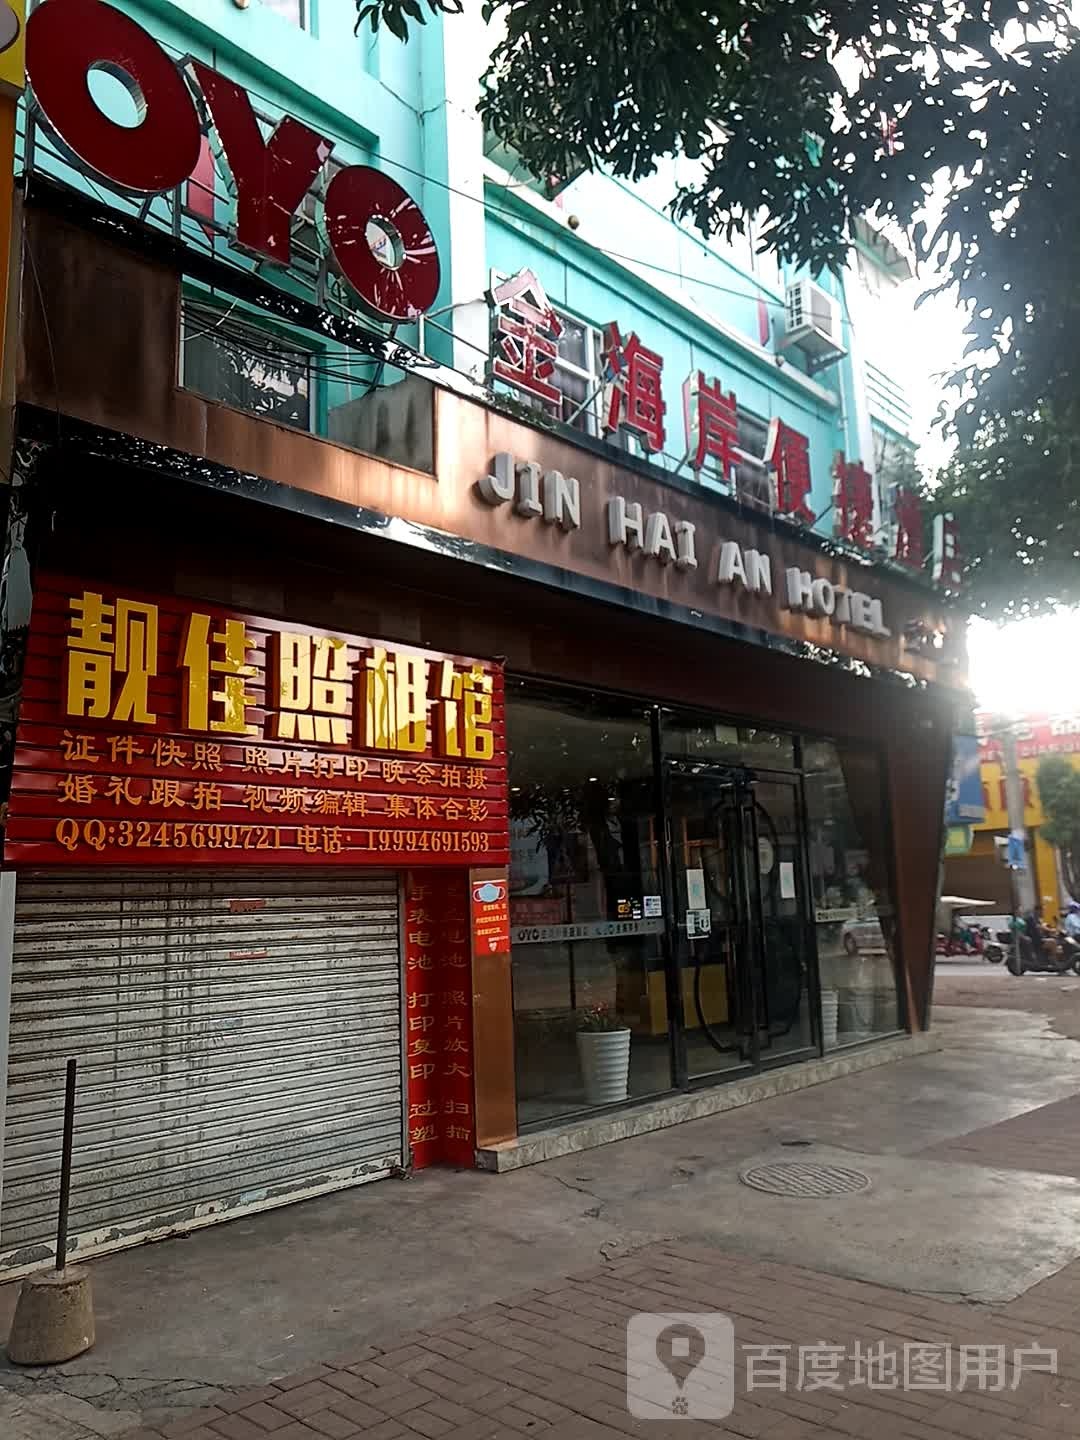 OYO
金海岸便捷酒店
JIN HAI AN HOTEL
靓佳照相馆
证件快照 照片打印 晚会拍摄
婚礼跟拍 视频编辑 集体合影
QQ:3245699721 电话: 19994691593
手表电池 打印复印 过塑
照片放大 扫描
OYO
百度地图用户